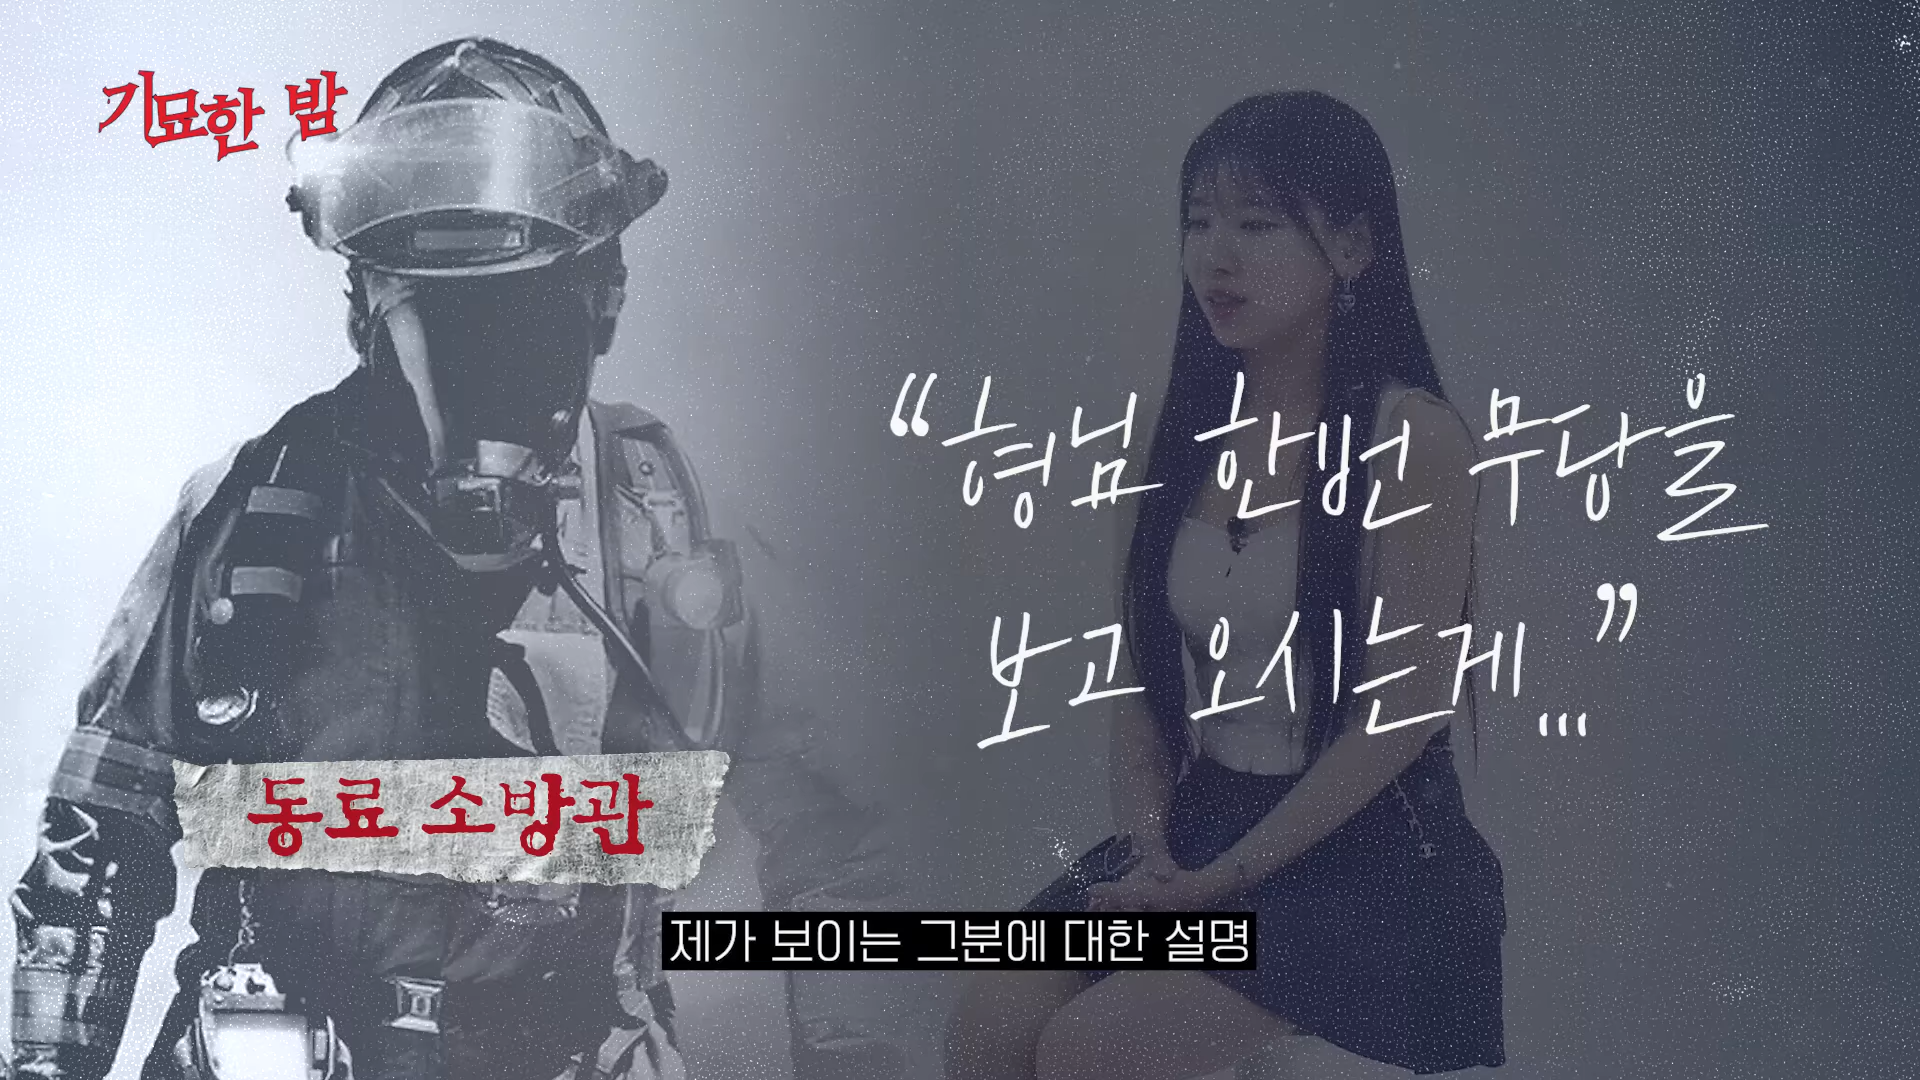 기묘한 밤
“형님 한번 무당을
보고 오시는게...”
동료 소방관
제가 보이는 그분에 대한 설명